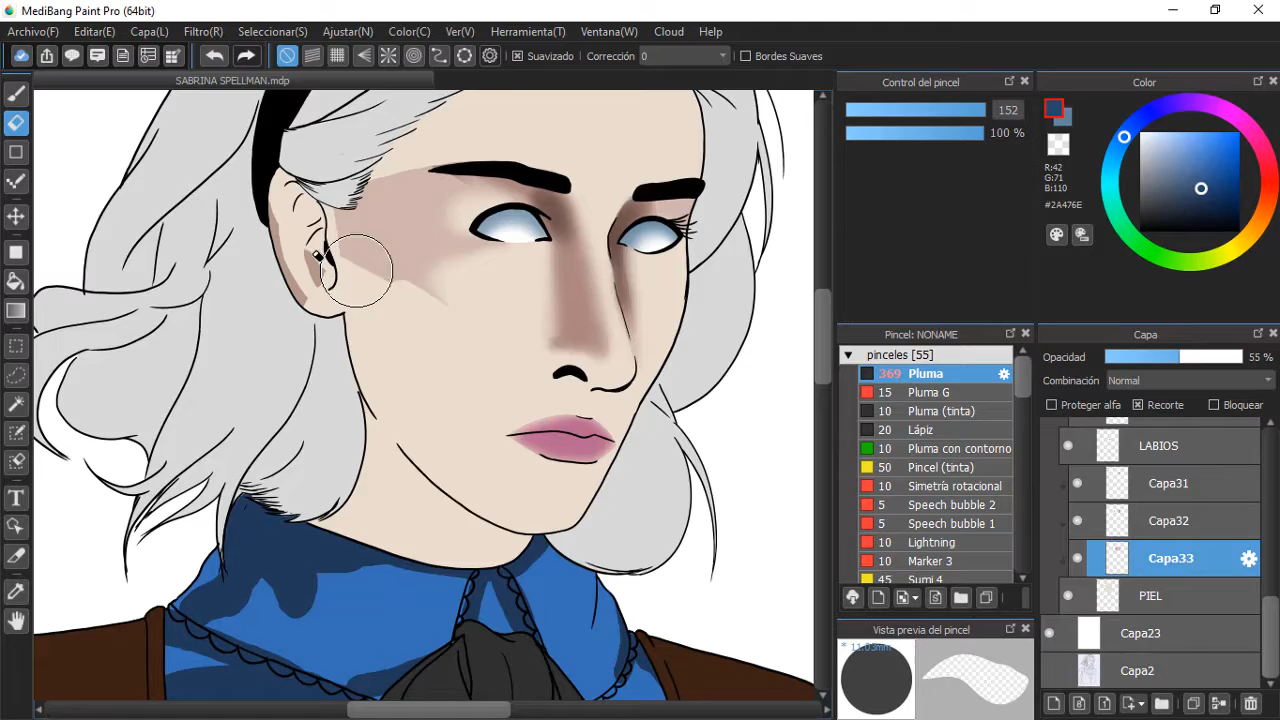 MediBang Paint Pro (64bit)
Archivo(F) Editar(E) Capa(L) Filtro(R) Seleccionar(S) Ajustar(N) Color(C) Ver(V) Herramienta(T) Ventana(W) Cloud Help
Suavizado Corrección 0 Bordes Suaves
SABRINA SPELLMAN.mdp
Control del pincel
152
100 %
Color
R:42
G:71
B:110
#2A476E
Pincel: NONAME
pinceles [55]
369 Pluma
15 Pluma G
10 Pluma (tinta)
20 Lápiz
10 Pluma con contorno
50 Pincel (tinta)
10 Simetría rotacional
5 Speech bubble 2
5 Speech bubble 1
10 Lightning
10 Marker 3
45 Sumi 4
Vista previa del pincel
* 11.03mm
Capa
Opacidad 55 %
Combinación Normal
Proteger alfa Recorte Bloquear
LABIOS
Capa31
Capa32
Capa33
PIEL
Capa23
Capa2